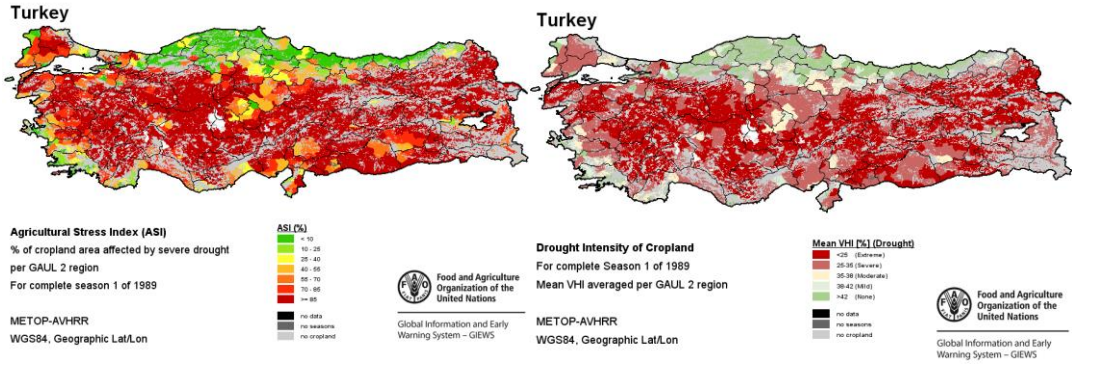 Turkey
Agricultural Stress Index (ASI)
% of cropland area affected by severe drought
per GAUL 2 region
For complete season 1 of 1989
METOP-AVHRR
WGS84, Geographic Lat/Lon
ASI (%)
< 10
10 - 25
25 - 40
40 - 55
55 - 70
70 - 85
>= 85
no data
no seasons
no cropland
FAO
FIAT PANIS
Food and Agriculture
Organization of the
United Nations
Global Information and Early
Warning System – GIEWS
Turkey
Drought Intensity of Cropland
For complete Season 1 of 1989
Mean VHI averaged per GAUL 2 region
METOP-AVHRR
WGS84, Geographic Lat/Lon
Mean VHI [%] (Drought)
<25 (Extreme)
25-35 (Severe)
35-38 (Moderate)
38-42 (Mild)
>42 (None)
no data
no seasons
no cropland
FAO
FIAT PANIS
Food and Agriculture
Organization of the
United Nations
Global Information and Early
Warning System – GIEWS